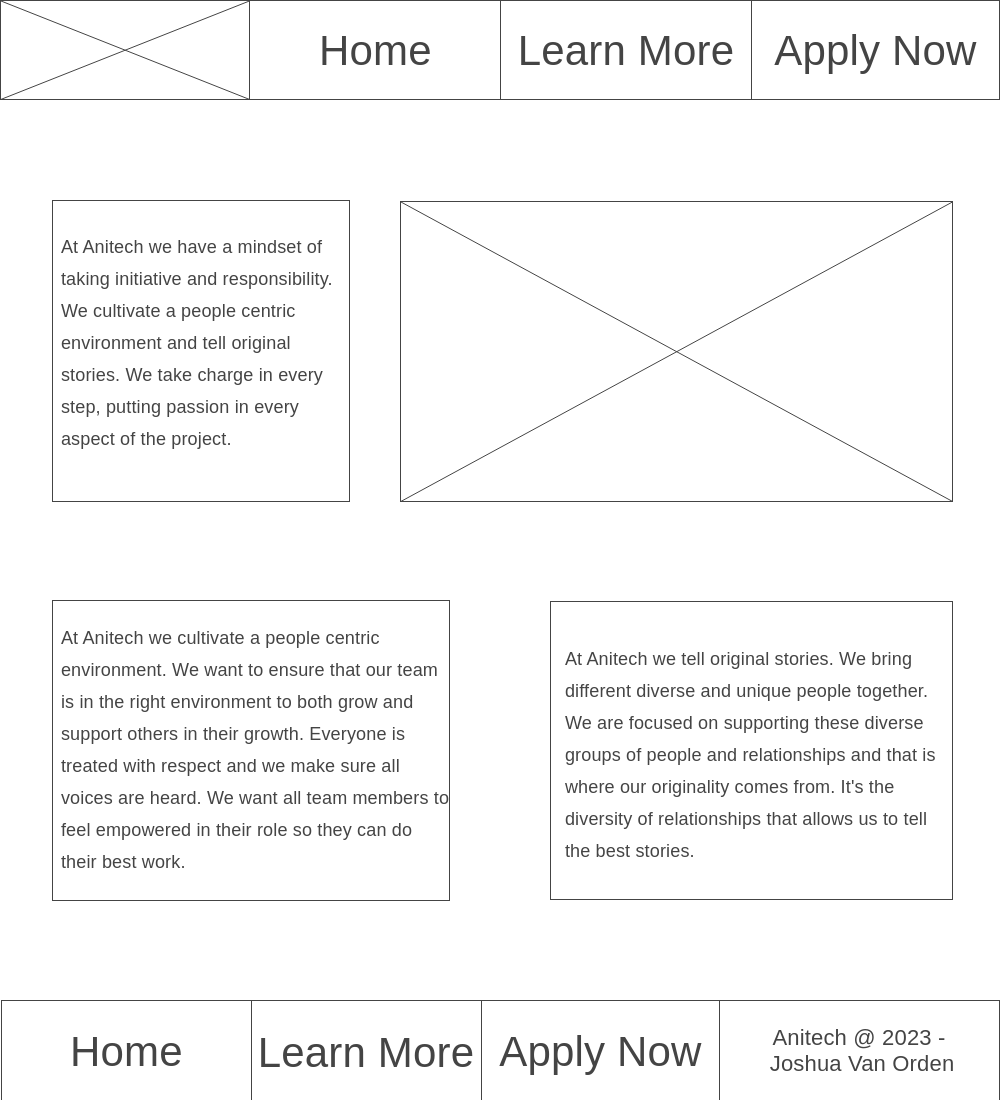 Home
Learn More
Apply Now
At Anitech we have a mindset of
taking initiative and responsibility.
We cultivate a people centric
environment and tell original
stories. We take charge in every
step, putting passion in every
aspect of the project.
At Anitech we cultivate a people centric
environment. We want to ensure that our team
is in the right environment to both grow and
support others in their growth. Everyone is
treated with respect and we make sure all
voices are heard. We want all team members to
feel empowered in their role so they can do
their best work.
At Anitech we tell original stories. We bring
different diverse and unique people together.
We are focused on supporting these diverse
groups of people and relationships and that is
where our originality comes from. It's the
diversity of relationships that allows us to tell
the best stories.
Home
Learn More
Apply Now
Anitech @ 2023 -
Joshua Van Orden